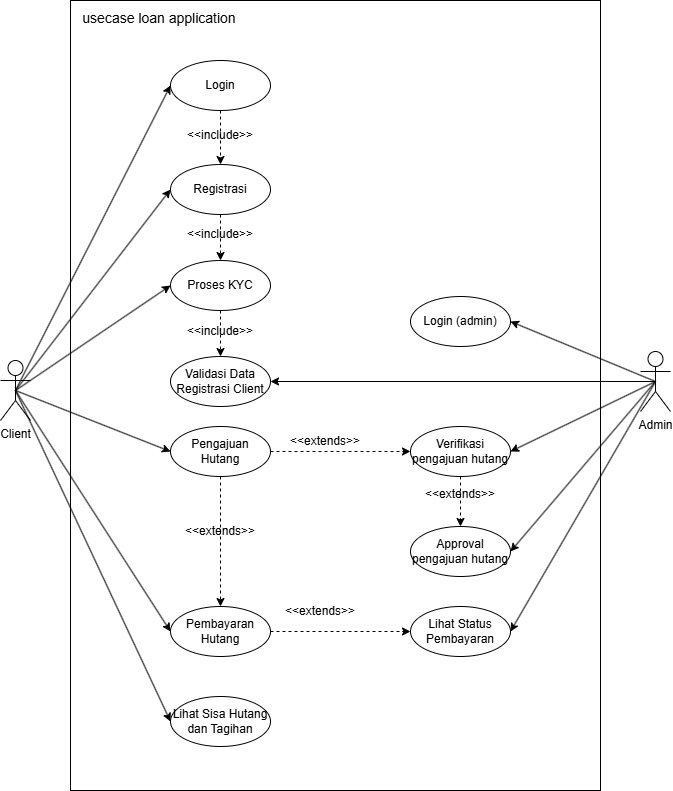 usecase loan application
Login
<<include>>
Registrasi
<<include>>
Proses KYC
Login (admin)
<<include>>
Validasi Data
Registrasi Client
Client
Admin
Pengajuan
Hutang
<<extends>>
Verifikasi
pengajuan hutang
<<extends>>
<<extends>>
Approval
pengajuan hutang
Pembayaran
Hutang
<<extends>>
Lihat Status
Pembayaran
Lihat Sisa Hutang
dan Tagihan